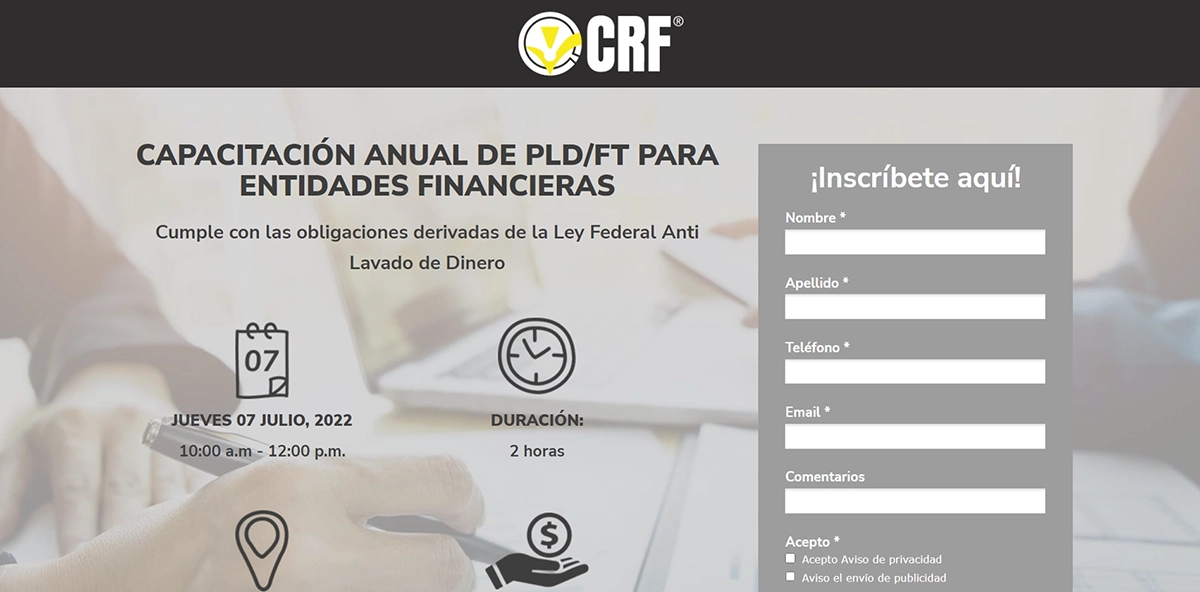 CRF®
CAPACITACIÓN ANUAL DE PLD/FT PARA
ENTIDADES FINANCIERAS
Cumple con las obligaciones derivadas de la Ley Federal Anti
Lavado de Dinero
07
JUEVES 07 JULIO, 2022
10:00 a.m - 12:00 p.m.
DURACIÓN:
2 horas
$
¡Inscríbete aquí!
Nombre *
Apellido *
Teléfono *
Email *
Comentarios
Acepto *
Acepto Aviso de privacidad
Aviso el envío de publicidad